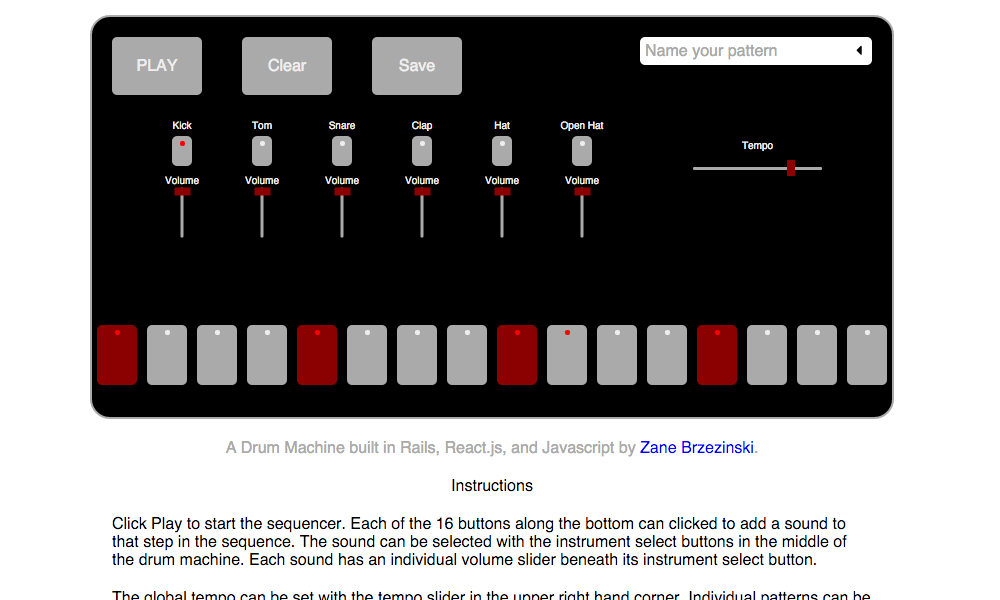 PLAY Clear Save Name your pattern
Kick Tom Snare Clap Hat Open Hat
Tempo
Volume Volume Volume Volume Volume Volume
A Drum Machine built in Rails, React.js, and Javascript by Zane Brzezinski.
Instructions
Click Play to start the sequencer. Each of the 16 buttons along the bottom can clicked to add a sound to
that step in the sequence. The sound can be selected with the instrument select buttons in the middle of
the drum machine. Each sound has an individual volume slider beneath its instrument select button.
The global tempo can be set with the tempo slider in the upper right hand corner. Individual patterns can be